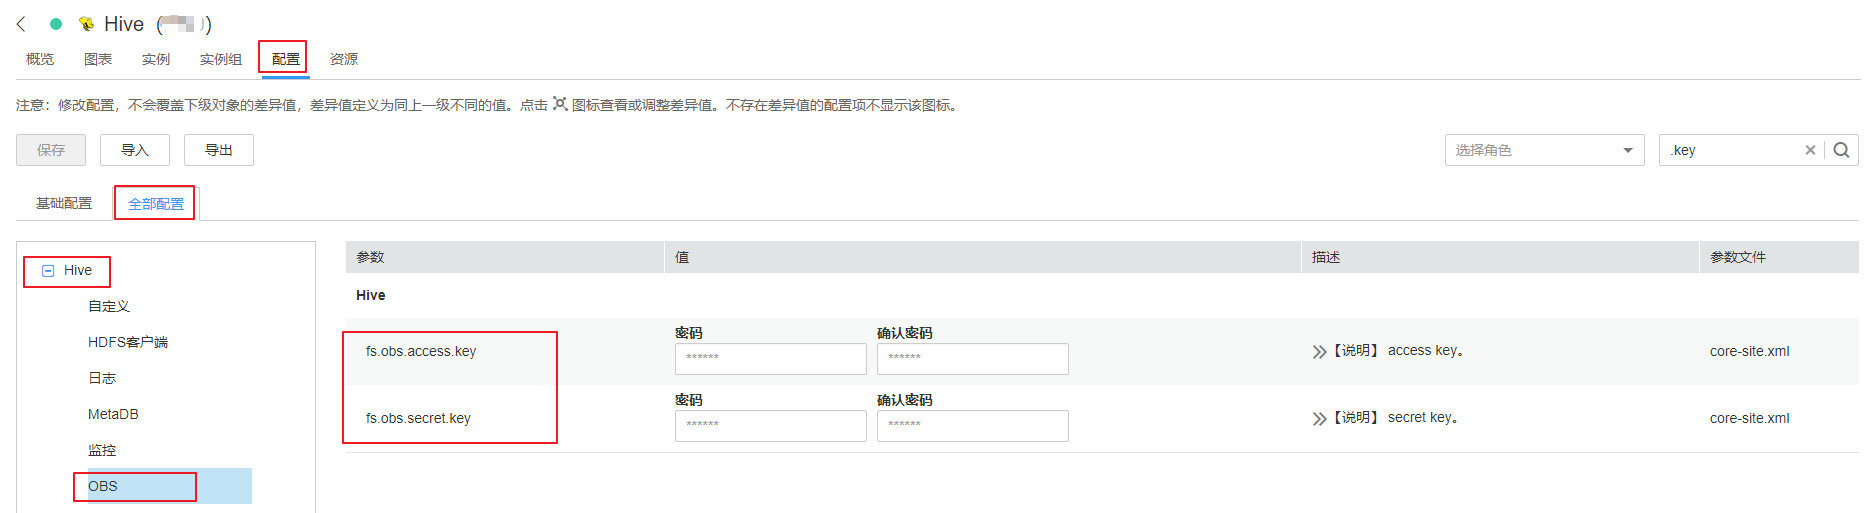 Hive ( )
概览 图表 实例 实例组 配置 资源
注意：修改配置，不会覆盖下级对象的差异值，差异值定义为同上一级不同的值。点击 图标查看或调整差异值。不存在差异值的配置项不显示该图标。
保存 导入 导出 选择角色 .key
基础配置 全部配置
Hive
自定义
HDFS客户端
日志
MetaDB
监控
OBS
参数 值 描述 参数文件
Hive
密码 确认密码
fs.obs.access.key ****** ****** 【说明】 access key。 core-site.xml
密码 确认密码
fs.obs.secret.key ****** ****** 【说明】 secret key。 core-site.xml